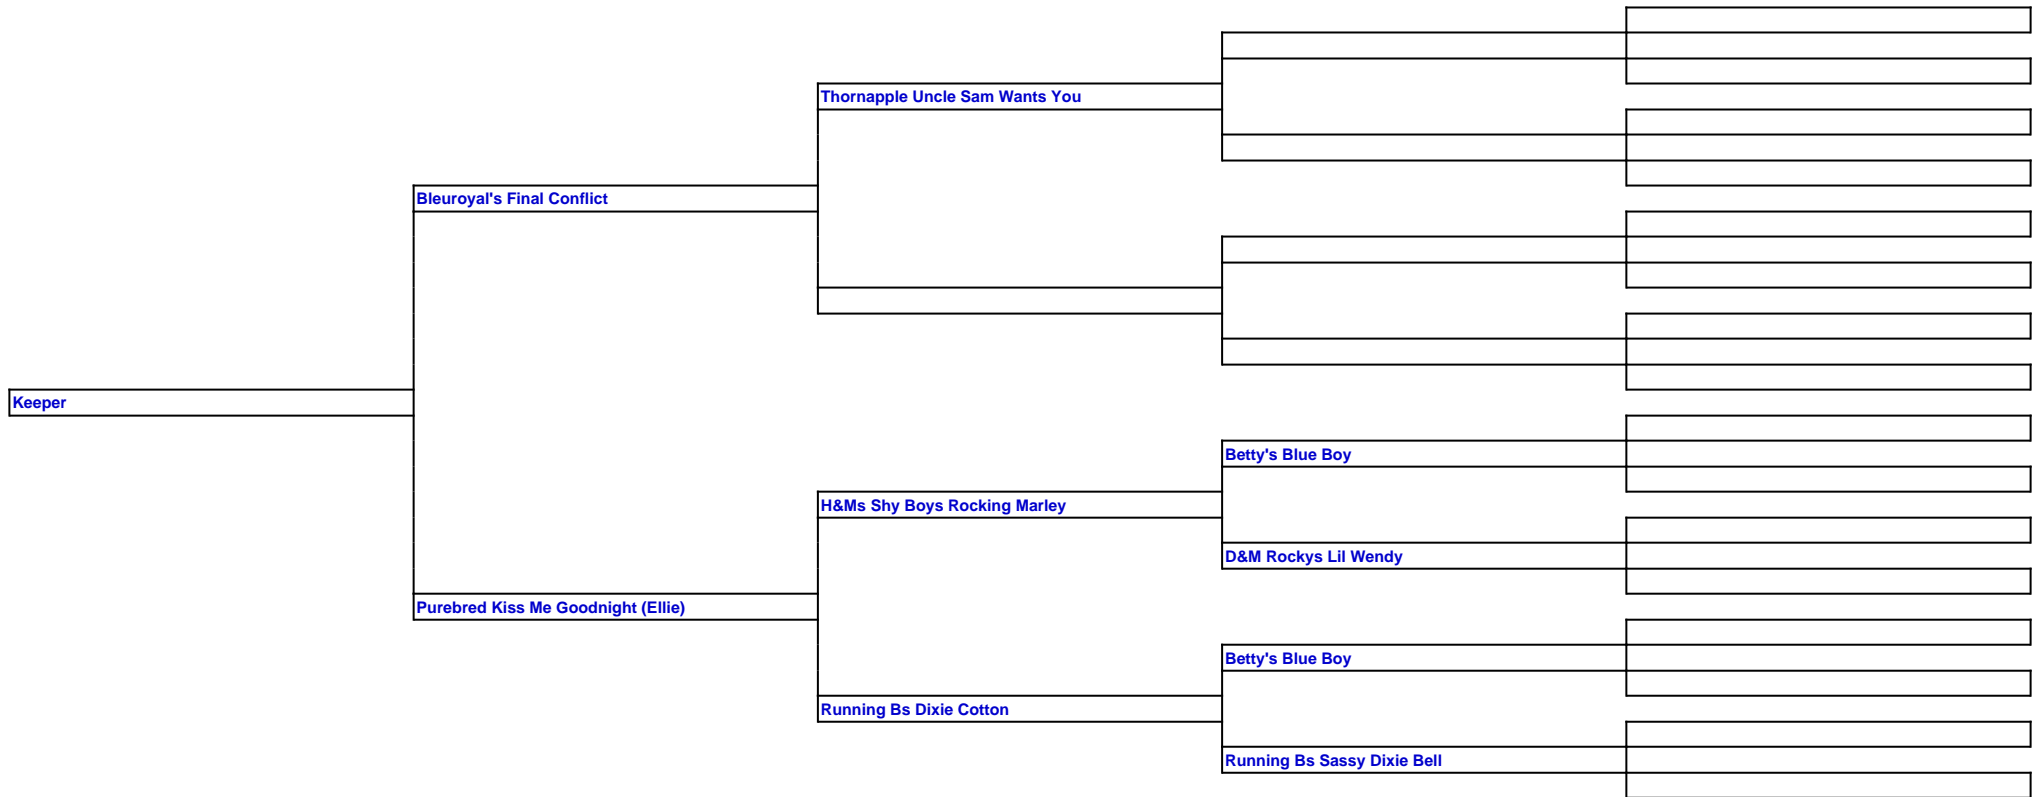 Thornapple Uncle Sam Wants You
Bleuroyal's Final Conflict
Keeper
Betty's Blue Boy
H&Ms Shy Boys Rocking Marley
D&M Rockys Lil Wendy
Purebred Kiss Me Goodnight (Ellie)
Betty's Blue Boy
Running Bs Dixie Cotton
Running Bs Sassy Dixie Bell